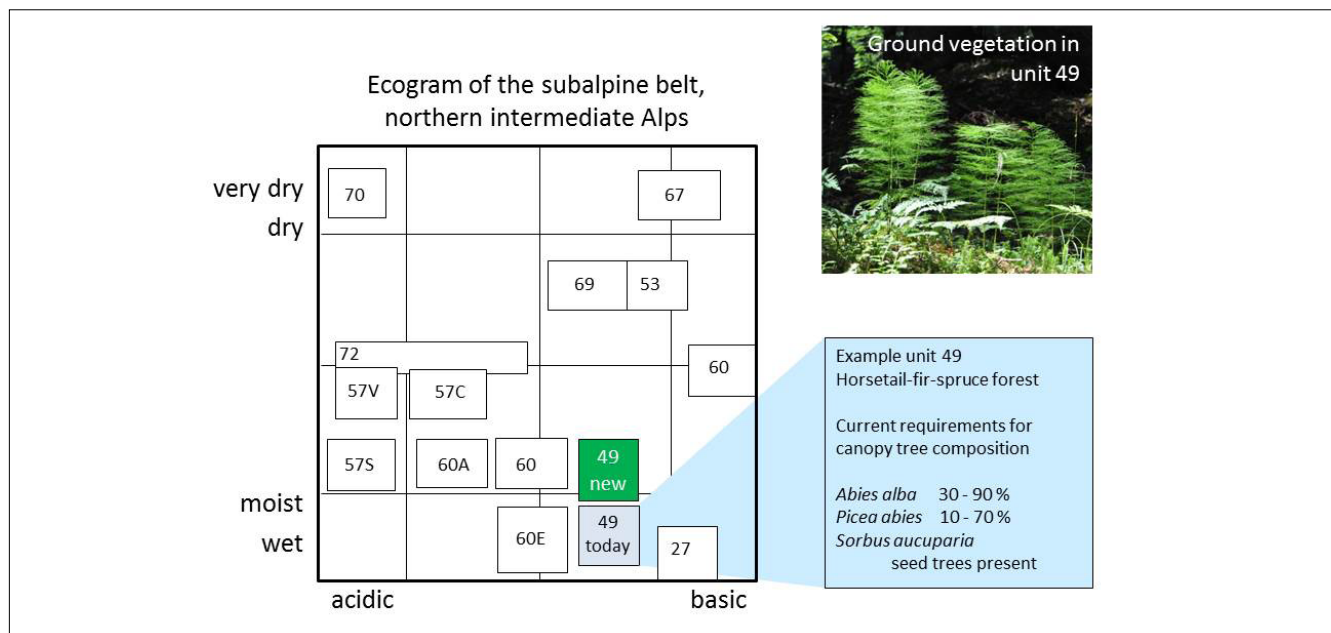 Ground vegetation in
unit 49
Ecogram of the subalpine belt,
northern intermediate Alps
very dry
dry
moist
wet
70
67
69
53
72
60
57V
57C
57S
60A
60
49
new
60E
49
today
27
acidic
basic
Example unit 49
Horsetail-fir-spruce forest
Current requirements for
canopy tree composition
Abies alba 30 - 90 %
Picea abies 10 - 70 %
Sorbus aucuparia
seed trees present